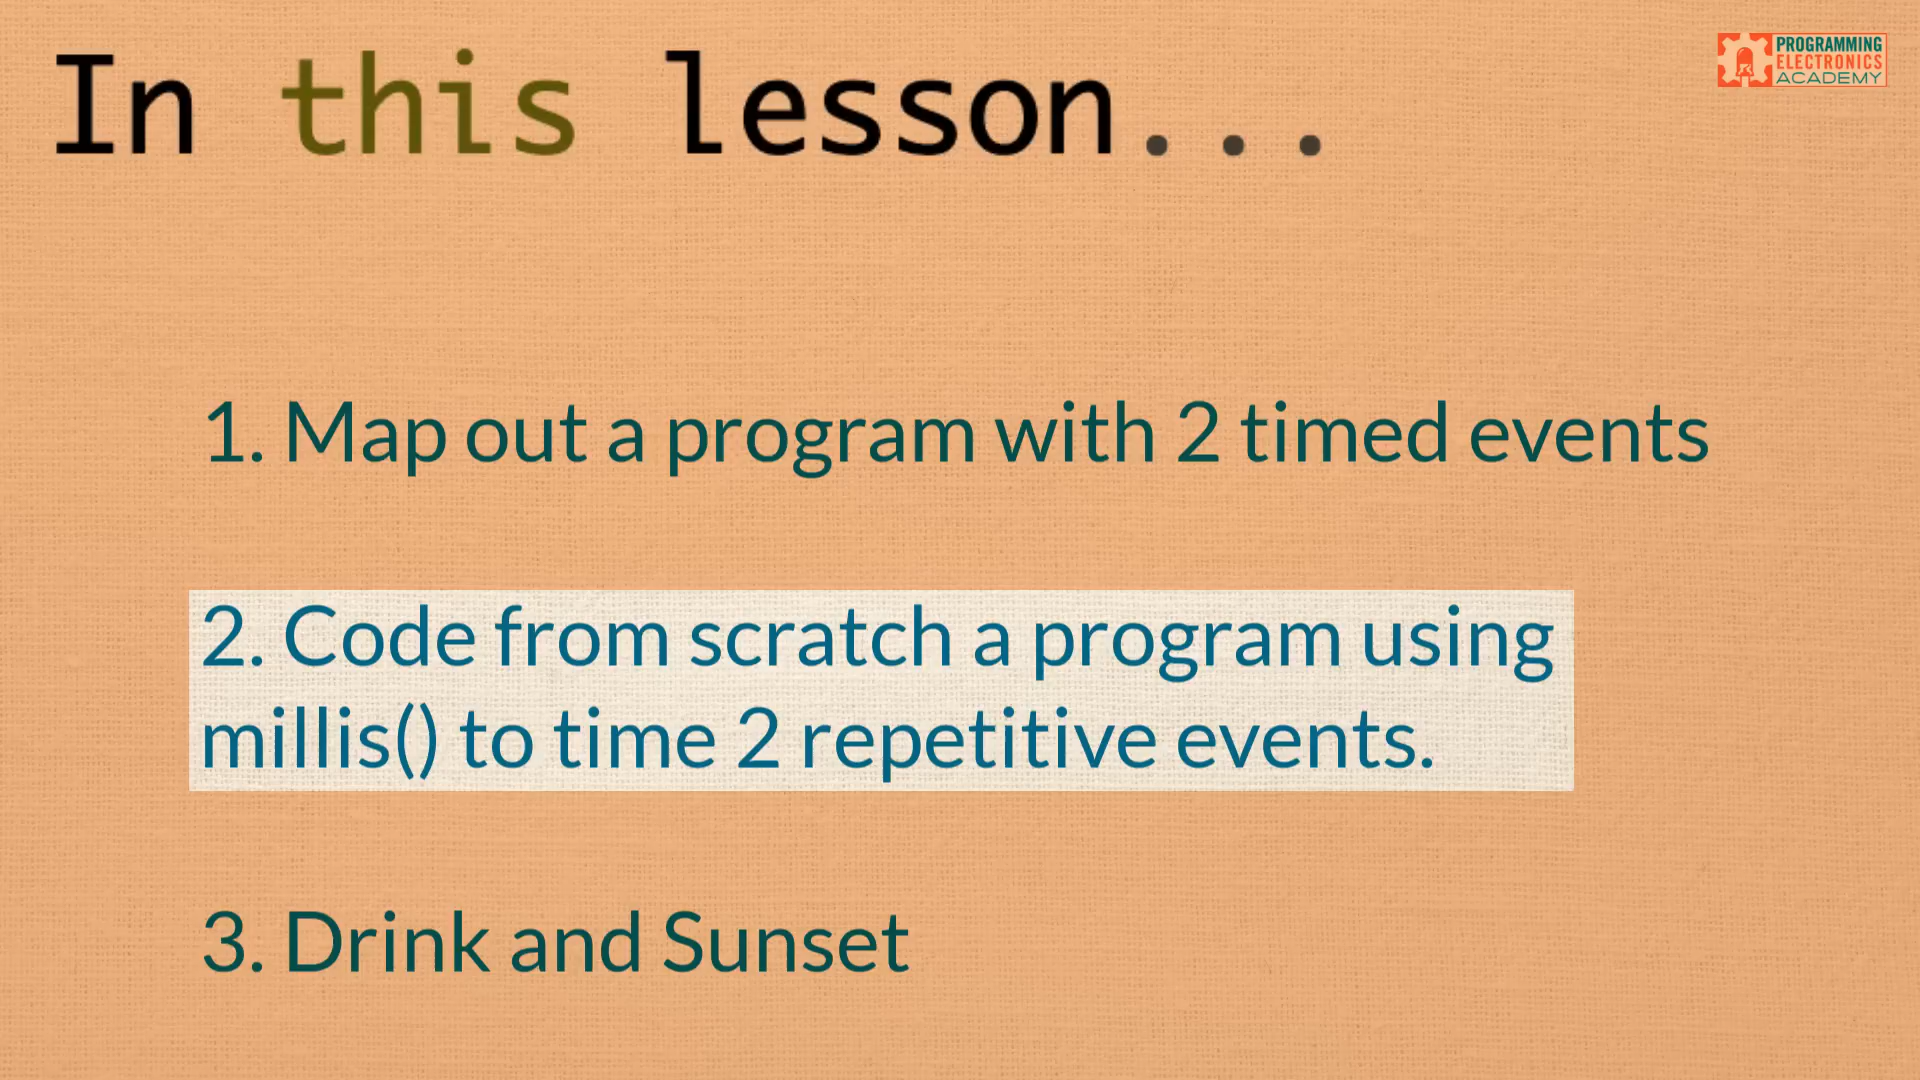 In this lesson...
PROGRAMMING
ELECTRONICS
ACADEMY
1. Map out a program with 2 timed events
2. Code from scratch a program using
millis() to time 2 repetitive events.
3. Drink and Sunset